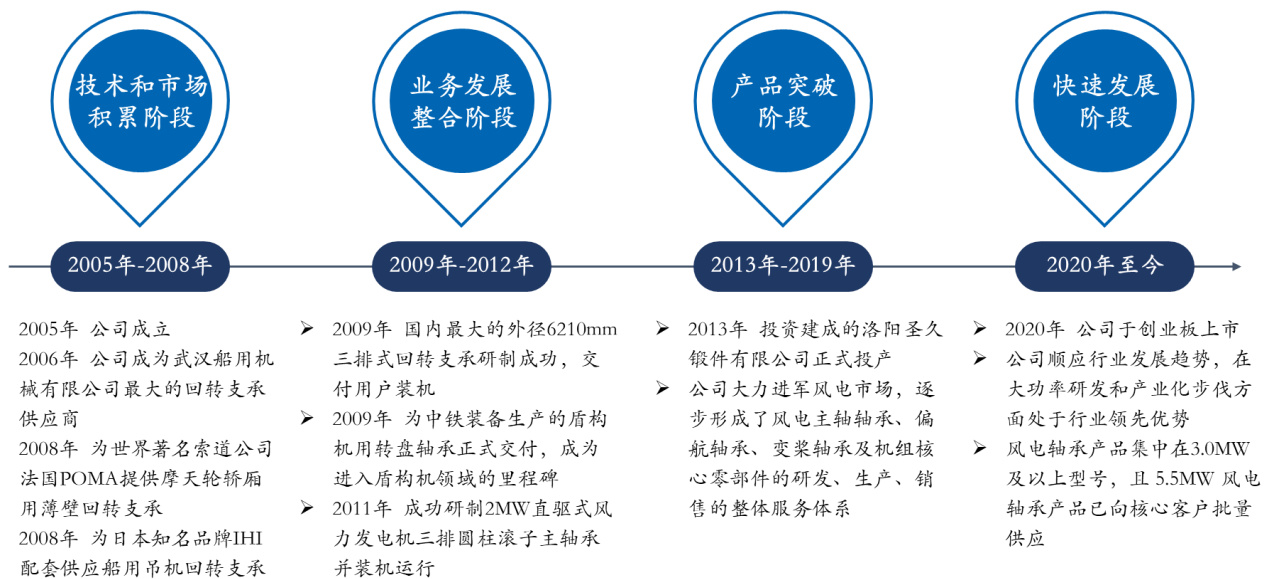 技术和市场
积累阶段
业务发展
整合阶段
产品突破
阶段
快速发展
阶段
2005年-2008年
2009年-2012年
2013年-2019年
2020年至今
2005年 公司成立
2006年 公司成为武汉船用机
械有限公司最大的回转支承
供应商
2008年 为世界著名索道公司
法国POMA提供摩天轮轿厢
用薄壁回转支承
2008年 为日本知名品牌IHI
配套供应船用吊机回转支承
➢ 2009年 国内最大的外径6210mm
三排式回转支承研制成功，交
付用户装机
➢ 2009年 为中铁装备生产的盾构
机用转盘轴承正式交付，成为
进入盾构机领域的里程碑
➢ 2011年 成功研制2MW直驱式风
力发电机三排圆柱滚子主轴承
并装机运行
➢ 2013年 投资建成的洛阳圣久
锻件有限公司正式投产
➢ 公司大力进军风电市场，逐
步形成了风电主轴轴承、偏
航轴承、变桨轴承及机组核
心零部件的研发、生产、销
售的整体服务体系
➢ 2020年 公司于创业板上市
➢ 公司顺应行业发展趋势，在
大功率研发和产业化步伐方
面处于行业领先优势
➢ 风电轴承产品集中在3.0MW
及以上型号，且 5.5MW 风电
轴承产品已向核心客户批量
供应